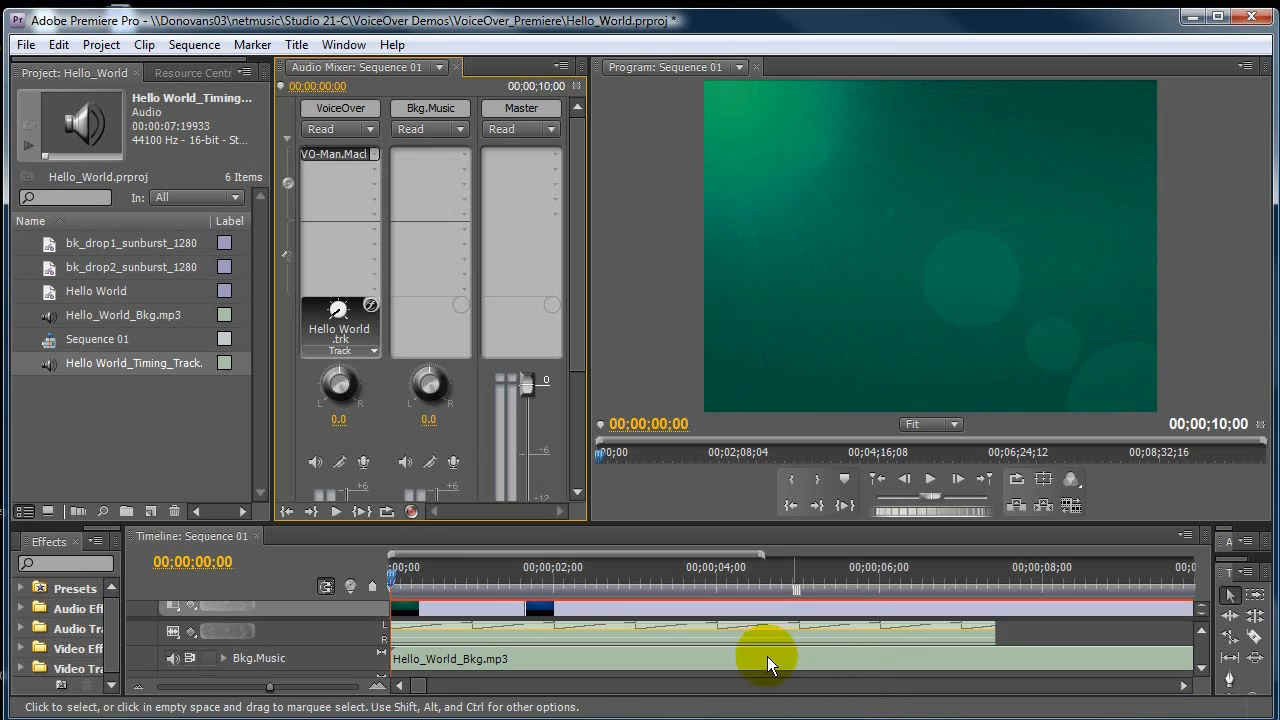 Pr Adobe Premiere Pro - \\Donovans03\netmusic\Studio 21-C\VoiceOver Demos\VoiceOver_Premiere\Hello_World.prproj *
File Edit Project Clip Sequence Marker Title Window Help
Project: Hello_World × Resource Centr
Hello World_Timing_...
Audio
00:00:07:19933
44100 Hz - 16-bit - St...
Hello_World.prproj 6 Items
In: All
Name Label
bk_drop1_sunburst_1280
bk_drop2_sunburst_1280
Hello World
Hello_World_Bkg.mp3
Sequence 01
Hello World_Timing_Track.
Audio Mixer: Sequence 01
00;00;00;00 00;00;10;00
VoiceOver Bkg.Music Master
Read Read Read
VO-Man.Macl
Hello World
.trk
Track
L R L R
0.0 0.0
0
-6
-12
+6 +6
Program: Sequence 01
00;00;00;00 Fit 00;00;10;00
00;00 00;02;08;04 00;04;16;08 00;06;24;12 00;08;32;16
Effects
Presets
Audio Eff
Audio Tra
Video Eff
Video Tra
Timeline: Sequence 01
00;00;00;00
:00;00 00;00;02;00 00;00;04;00 00;00;06;00 00;00;08;00 00;0
L
R
Bkg.Music Hello_World_Bkg.mp3
A
T
Click to select, or click in empty space and drag to marquee select. Use Shift, Alt, and Ctrl for other options.